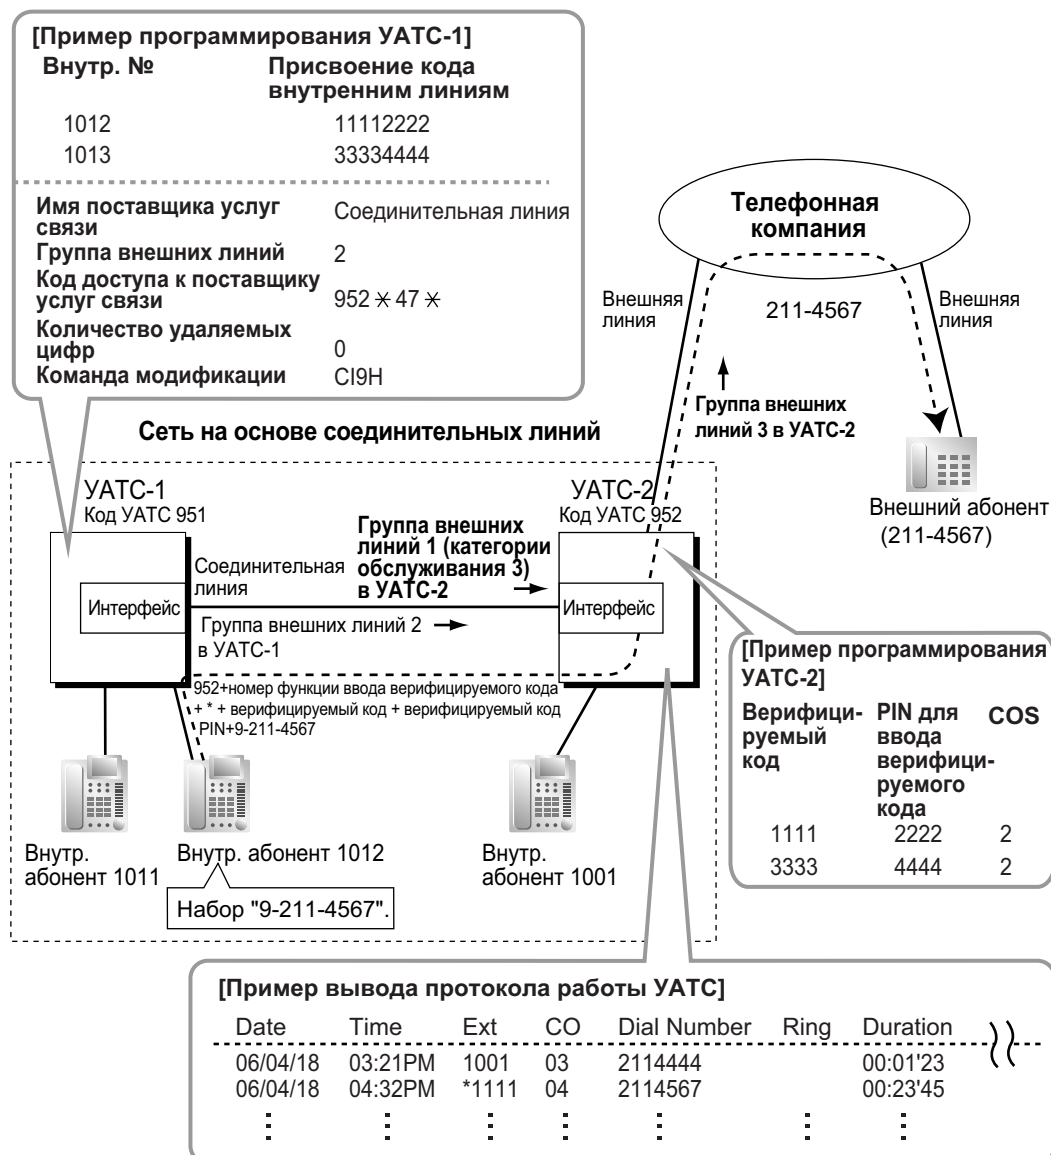 [Пример программирования УАТС-1]
Внутр. № Присвоение кода
внутренним линиям
1012 11112222
1013 33334444
Имя поставщика услуг
связи Соединительная линия
Группа внешних линий 2
Код доступа к поставщику
услуг связи 952 * 47 *
Количество удаляемых
цифр 0
Команда модификации CI9H
Телефонная
компания
Внешняя
линия
211-4567
Внешняя
линия
Группа внешних
линий 3 в УАТС-2
Внешний абонент
(211-4567)
Сеть на основе соединительных линий
УАТС-1
Код УАТС 951
УАТС-2
Код УАТС 952
Группа внешних
линий 1 (категории
обслуживания 3)
в УАТС-2
Соединительная
линия
Интерфейс
Интерфейс
Группа внешних линий 2
в УАТС-1
952+номер функции ввода верифицируемого кода
+ * + верифицируемый код + верифицируемый код
PIN+9-211-4567
Внутр.
абонент 1011
Внутр. абонент 1012
Внутр.
абонент 1001
Набор "9-211-4567".
[Пример программирования
УАТС-2]
Верифици-
руемый
код
PIN для
ввода
верифици-
руемого
кода
COS
1111 2222 2
3333 4444 2
[Пример вывода протокола работы УАТС]
Date Time Ext CO Dial Number Ring Duration
06/04/18 03:21PM 1001 03 2114444 00:01'23
06/04/18 04:32PM *1111 04 2114567 00:23'45